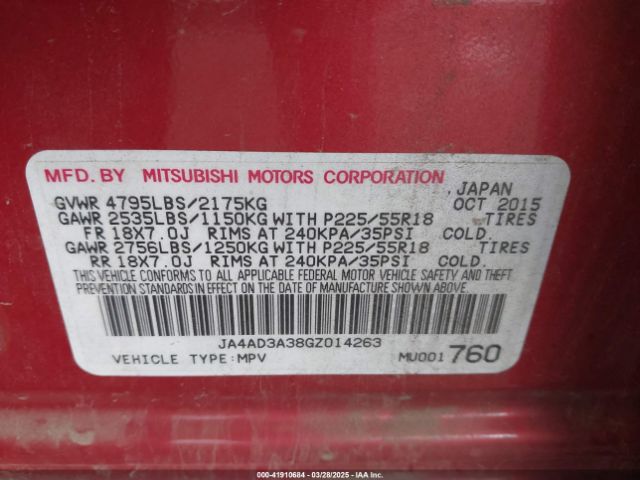 MFD. BY MITSUBISHI MOTORS CORPORATION
,JAPAN
GVWR 4795LBS/2175KG OCT 2015
GAWR 2535LBS/1150KG WITH P225/55R18 TIRES
FR 18X7.0J RIMS AT 240KPA/35PSI COLD.
GAWR 2756LBS/1250KG WITH P225/55R18 TIRES
RR 18X7.0J RIMS AT 240KPA/35PSI COLD.
THIS VEHICLE CONFORMS TO ALL APPLICABLE FEDERAL MOTOR VEHICLE SAFETY AND THEFT
PREVENTION STANDARDS IN EFFECT ON THE DATE OF MANUFACTURE SHOWN ABOVE.
JA4AD3A38GZ014263
VEHICLE TYPE:MPV MU001 760
000-41910684 | 03/28/2025 | IAA Inc.